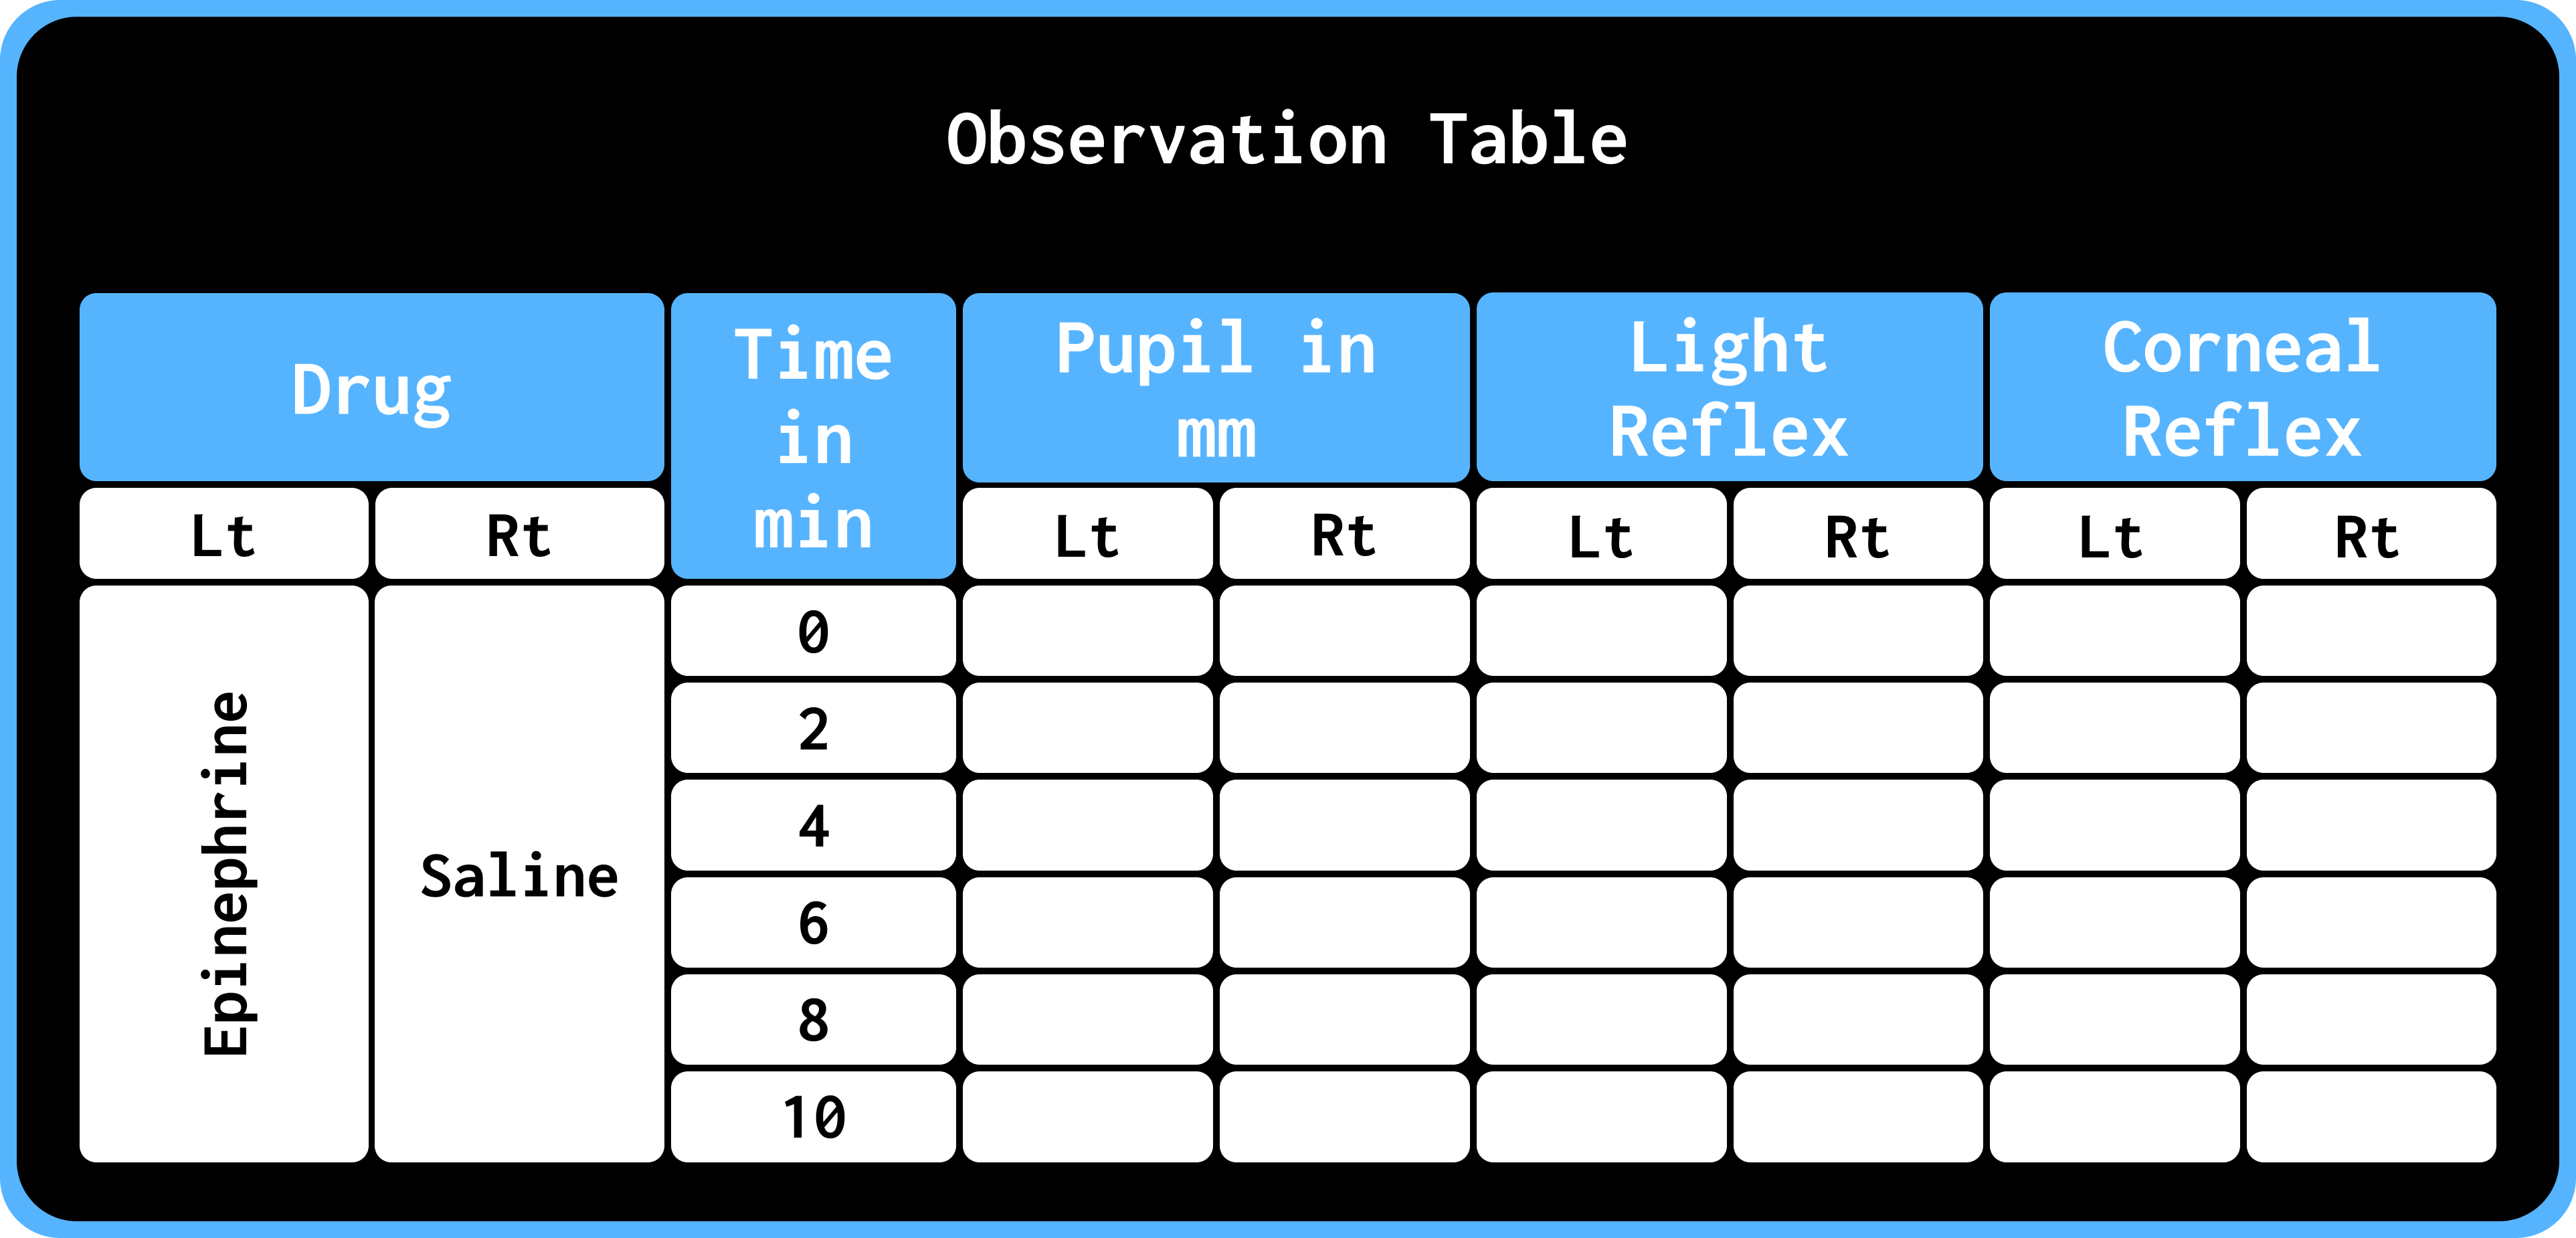 Observation Table
Drug
Time
in
min
Pupil in
mm
Light
Reflex
Corneal
Reflex
Lt Rt Lt Rt Lt Rt Lt Rt
Epinephrine
Saline
0
2
4
6
8
10